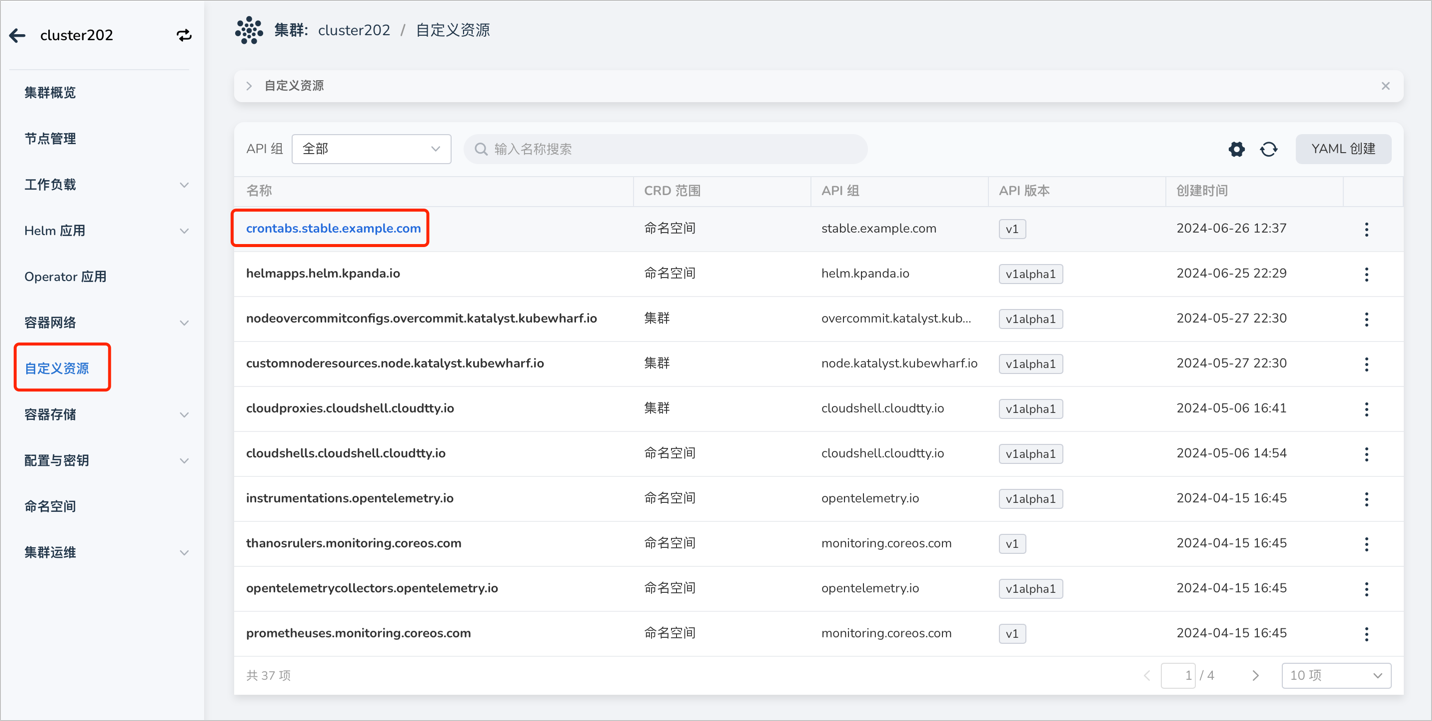 cluster202
集群概览
节点管理
工作负载
Helm 应用
Operator 应用
容器网络
自定义资源
容器存储
配置与密钥
命名空间
集群运维
集群: cluster202 / 自定义资源
自定义资源
API 组 全部 输入名称搜索 YAML 创建
名称 CRD 范围 API 组 API 版本 创建时间
crontabs.stable.example.com 命名空间 stable.example.com v1 2024-06-26 12:37
helmapps.helm.kpanda.io 命名空间 helm.kpanda.io v1alpha1 2024-06-25 22:29
nodeovercommitconfigs.overcommit.katalyst.kubewharf.io 集群 overcommit.katalyst.kub... v1alpha1 2024-05-27 22:30
customnoderesources.node.katalyst.kubewharf.io 集群 node.katalyst.kubewharf.io v1alpha1 2024-05-27 22:30
cloudproxies.cloudshell.cloudtty.io 集群 cloudshell.cloudtty.io v1alpha1 2024-05-06 16:41
cloudshells.cloudshell.cloudtty.io 命名空间 cloudshell.cloudtty.io v1alpha1 2024-05-06 14:54
instrumentations.opentelemetry.io 命名空间 opentelemetry.io v1alpha1 2024-04-15 16:45
thanosrulers.monitoring.coreos.com 命名空间 monitoring.coreos.com v1 2024-04-15 16:45
opentelemetrycollectors.opentelemetry.io 命名空间 opentelemetry.io v1alpha1 2024-04-15 16:45
prometheuses.monitoring.coreos.com 命名空间 monitoring.coreos.com v1 2024-04-15 16:45
共 37 项 1 / 4 10 项